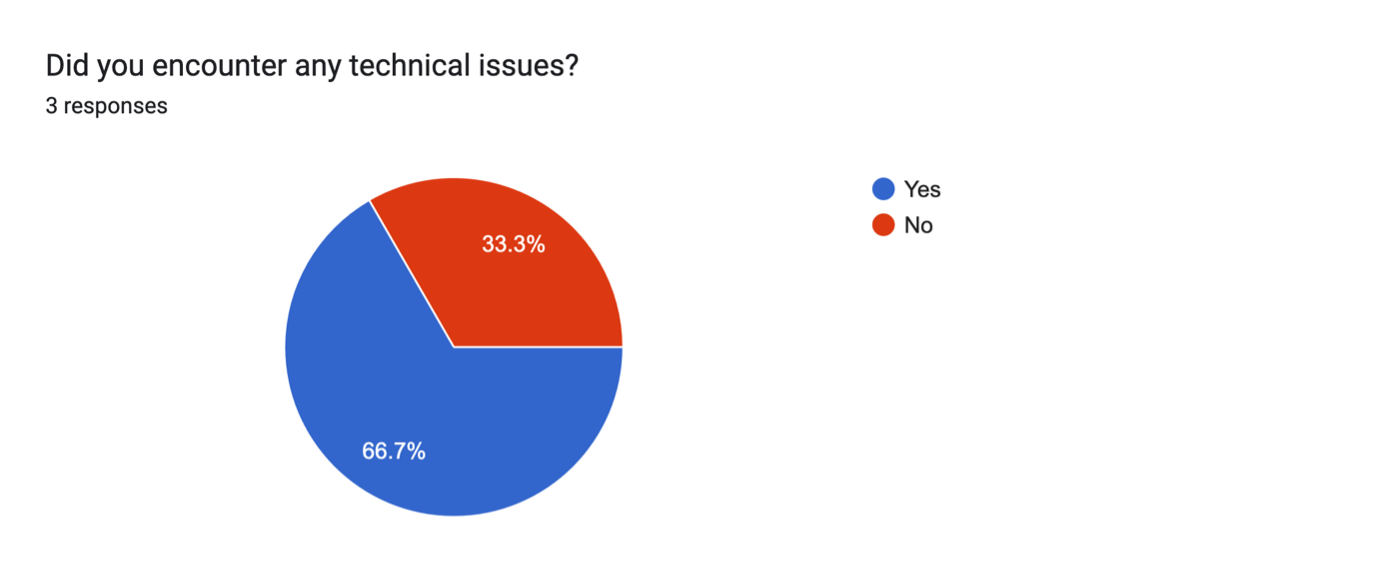 Did you encounter any technical issues?
3 responses
Yes
No
33.3%
66.7%